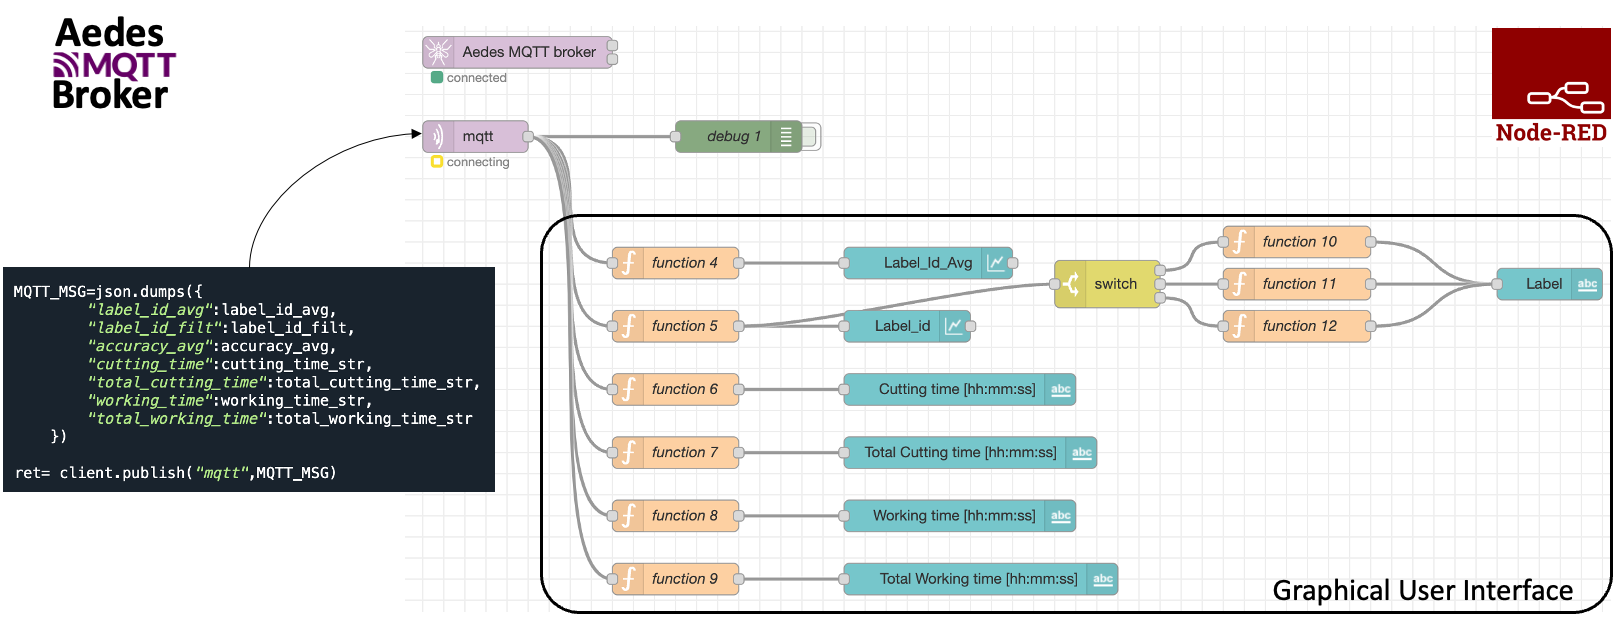 Aedes
MQTT
Broker
Aedes MQTT broker
connected
mqtt
connecting
debug 1
Node-RED
MQTT_MSG=json.dumps({
"label_id_avg":label_id_avg,
"label_id_filt":label_id_filt,
"accuracy_avg":accuracy_avg,
"cutting_time":cutting_time_str,
"total_cutting_time":total_cutting_time_str,
"working_time":working_time_str,
"total_working_time":total_working_time_str
})
ret= client.publish("mqtt",MQTT_MSG)
function 4
Label_Id_Avg
function 5
Label_id
abc
switch
function 10
function 11
function 12
Label
function 6
Cutting time [hh:mm:ss]
abc
function 7
Total Cutting time [hh:mm:ss]
abc
function 8
Working time [hh:mm:ss]
abc
function 9
Total Working time [hh:mm:ss]
abc
Graphical User Interface